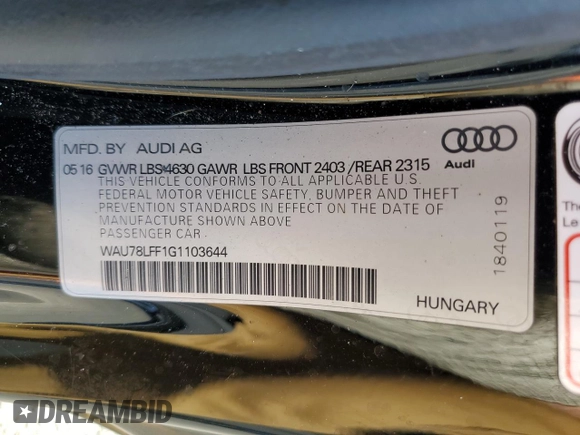 MFD. BY AUDI AG
05 16 GVWR LBS 4630 GAWR LBS FRONT 2403 /REAR 2315
THIS VEHICLE CONFORMS TO ALL APPLICABLE U.S.
FEDERAL MOTOR VEHICLE SAFETY, BUMPER AND THEFT
PREVENTION STANDARDS IN EFFECT ON THE DATE OF
MANUFACTURE SHOWN ABOVE
PASSENGER CAR
WAU78LFF1G1103644
HUNGARY
Audi
1840119
The
Le
DREAMBID